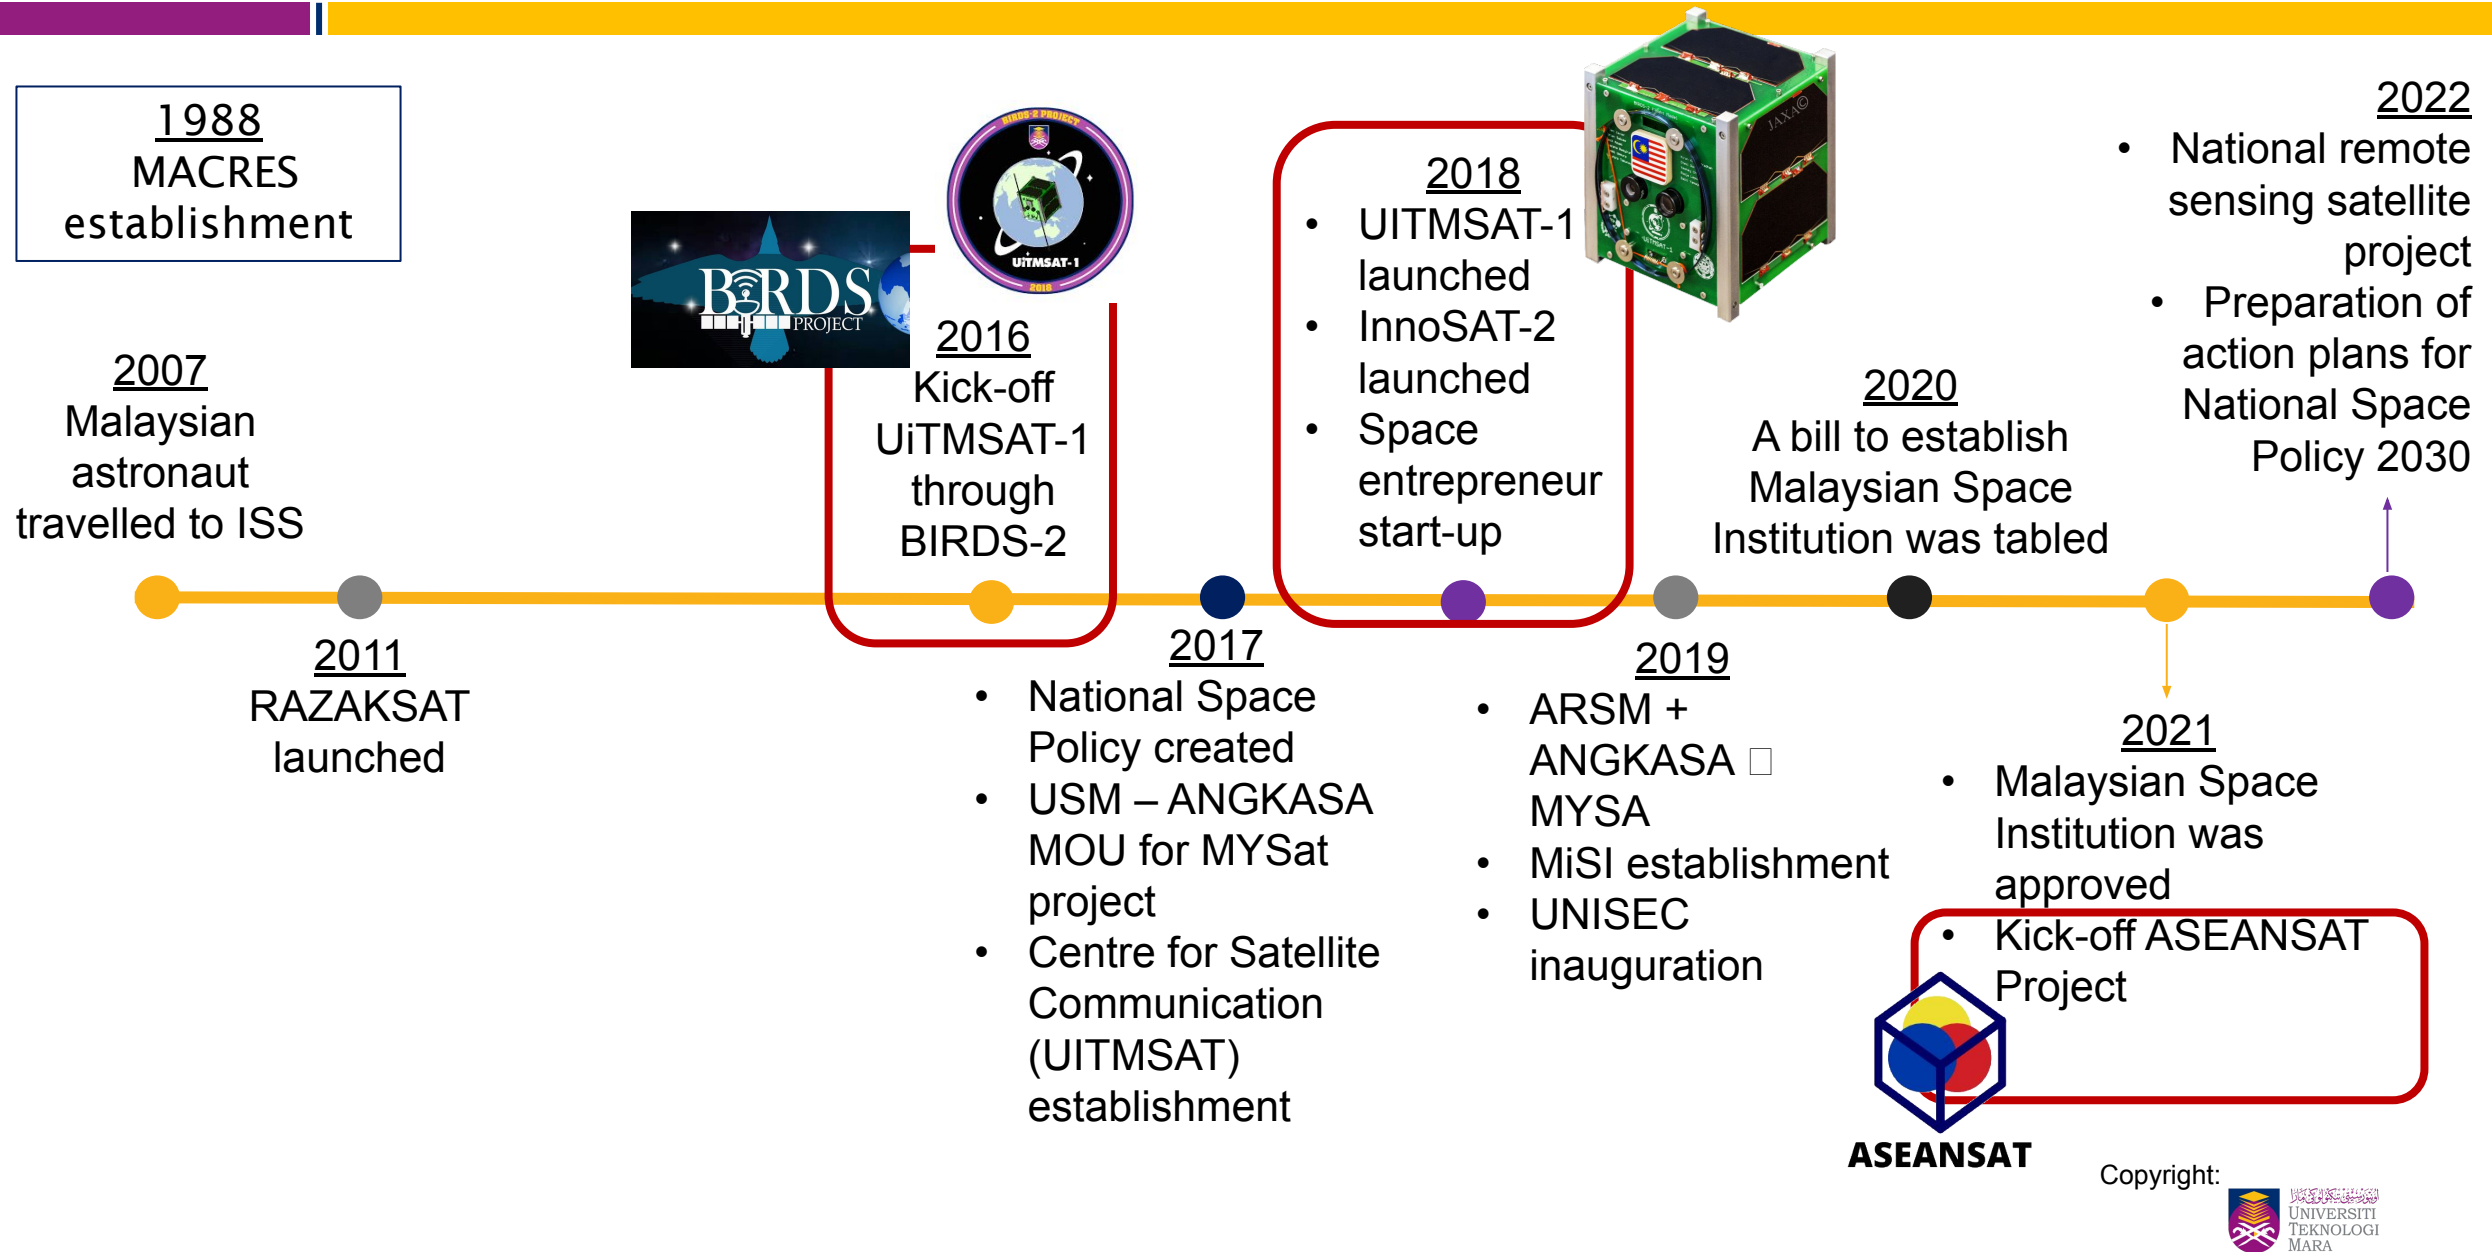 1988
MACRES
establishment
2007
Malaysian
astronaut
travelled to ISS
2011
RAZAKSAT
launched
BIRDS
PROJECT
BIRDS-2 PROJECT
UiTMSAT-1
2018
2016
Kick-off
UiTMSAT-1
through
BIRDS-2
2017
• National Space
Policy created
• USM – ANGKASA
MOU for MYSat
project
• Centre for Satellite
Communication
(UITMSAT)
establishment
2018
• UITMSAT-1
launched
• InnoSAT-2
launched
• Space
entrepreneur
start-up
JAXA©
UiTMSAT-1
2019
• ARSM +
ANGKASA □
MYSA
• MiSI establishment
• UNISEC
inauguration
2020
A bill to establish
Malaysian Space
Institution was tabled
2021
• Malaysian Space
Institution was
approved
• Kick-off ASEANSAT
Project
ASEANSAT
2022
• National remote
sensing satellite
project
• Preparation of
action plans for
National Space
Policy 2030
Copyright:
UNIVERSITI
TEKNOLOGI
MARA